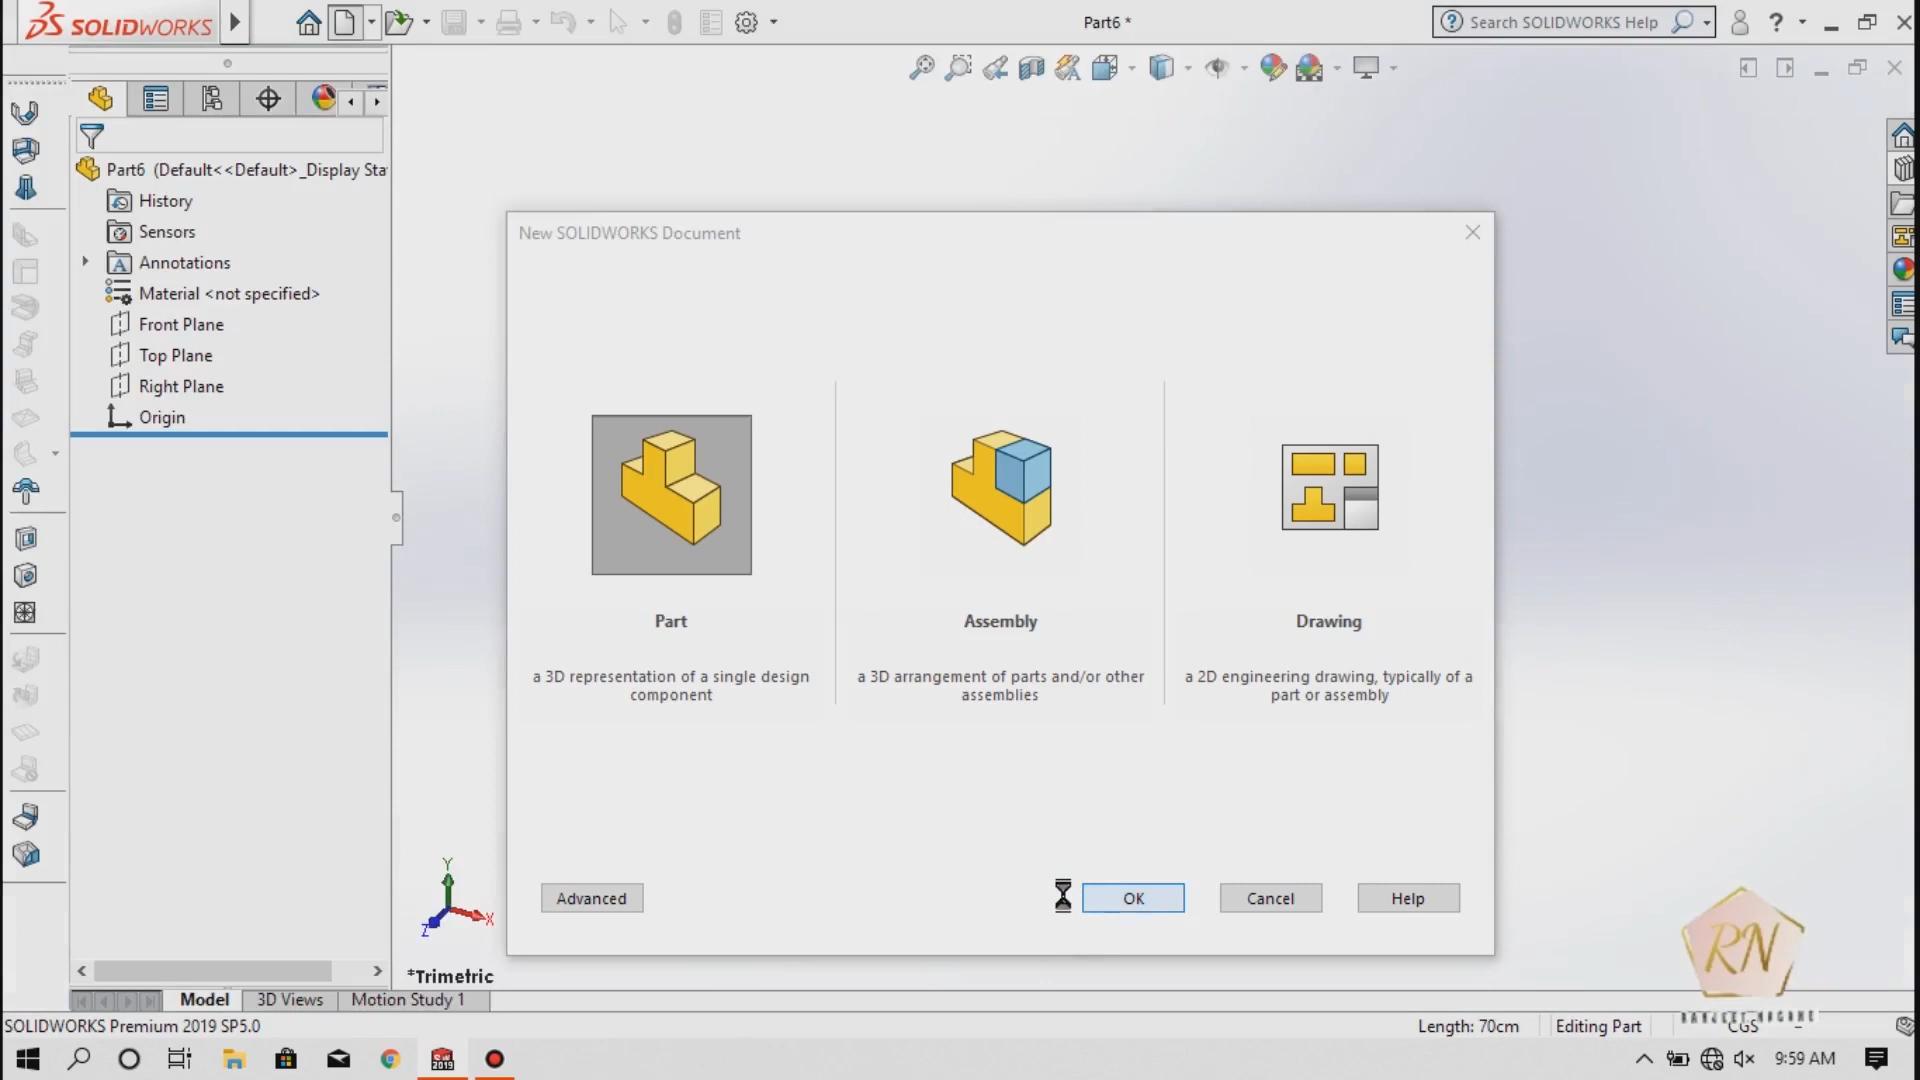 SOLIDWORKS
Part6 *
Search SOLIDWORKS Help
Part6 (Default<<Default>_Display Sta
History
Sensors
Annotations
Material <not specified>
Front Plane
Top Plane
Right Plane
Origin
New SOLIDWORKS Document
Part
Assembly
Drawing
a 3D representation of a single design
component
a 3D arrangement of parts and/or other
assemblies
a 2D engineering drawing, typically of a
part or assembly
Advanced
OK
Cancel
Help
Y
X
Z
*Trimetric
RN
Model
3D Views
Motion Study 1
SOLIDWORKS Premium 2019 SP5.0
Length: 70cm
Editing Part
CGS
9:59 AM